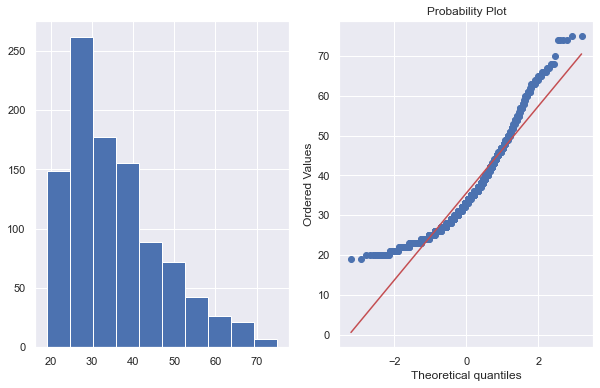 250
200
150
100
50
0
20 30 40 50 60 70
Probability Plot
Ordered Values
70
60
50
40
30
20
10
0
−2 0 2
Theoretical quantiles